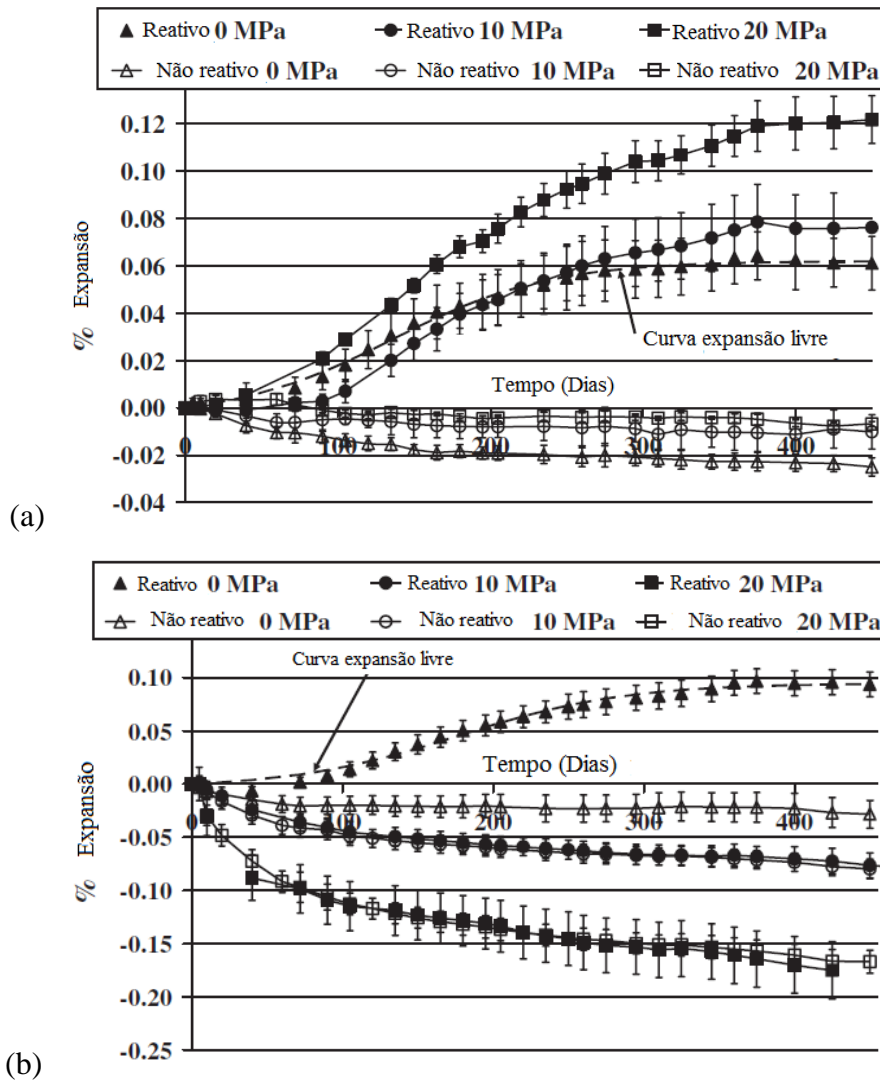 Reativo 0 MPa Reativo 10 MPa Reativo 20 MPa
Não reativo 0 MPa Não reativo 10 MPa Não reativo 20 MPa
0.12
0.10
0.08
0.06
0.04
0.02
0.00
-0.02
-0.04
% Expansão
Curva expansão livre
Tempo (Dias)
0 100 200 300 400
(a)
Reativo 0 MPa Reativo 10 MPa Reativo 20 MPa
Não reativo 0 MPa Não reativo 10 MPa Não reativo 20 MPa
Curva expansão livre
0.10
0.05
0.00
-0.05
-0.10
-0.15
-0.20
-0.25
% Expansão
Tempo (Dias)
0 100 200 300 400
(b)